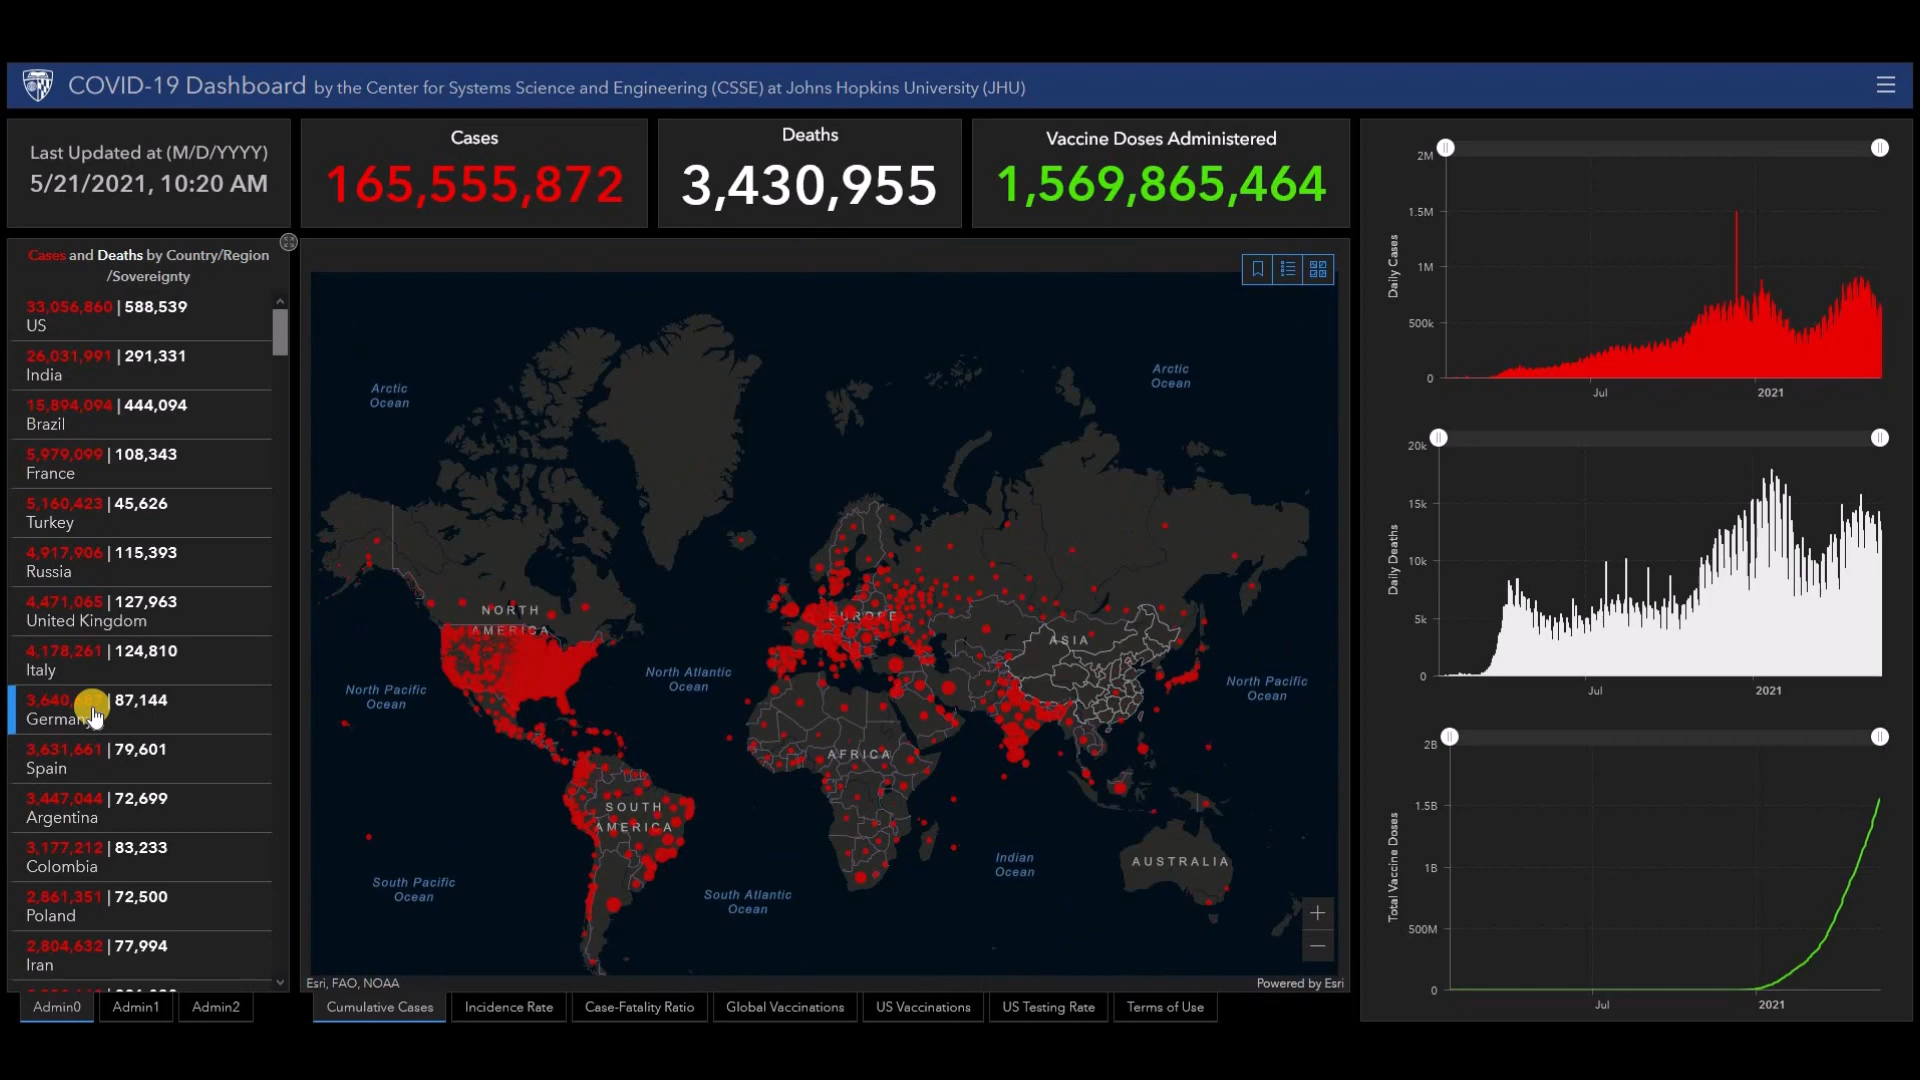 COVID-19 Dashboard by the Center for Systems Science and Engineering (CSSE) at Johns Hopkins University (JHU)
Last Updated at (M/D/YYYY)
5/21/2021, 10:20 AM
Cases
165,555,872
Deaths
3,430,955
Vaccine Doses Administered
1,569,865,464
Cases and Deaths by Country/Region
/Sovereignty
33,056,860 | 588,539
US
26,031,991 | 291,331
India
15,894,094 | 444,094
Brazil
5,979,099 | 108,343
France
5,160,423 | 45,626
Turkey
4,917,906 | 115,393
Russia
4,471,065 | 127,963
United Kingdom
4,178,261 | 124,810
Italy
| 87,144
Germany
3,631,661 | 79,601
Spain
3,447,044 | 72,699
Argentina
3,177,212 | 83,233
Colombia
2,861,351 | 72,500
Poland
2,804,632 | 77,994
Iran
Admin0
Admin1
Admin2
Arctic
Ocean
Arctic
Ocean
NORTH
AMERICA
EUROPE
ASIA
North Atlantic
Ocean
North Pacific
Ocean
North Pacific
Ocean
AFRICA
SOUTH
AMERICA
Indian
Ocean
AUSTRALIA
South Pacific
Ocean
South Atlantic
Ocean
+
−
Esri, FAO, NOAA
Powered by Esri
Cumulative Cases
Incidence Rate
Case-Fatality Ratio
Global Vaccinations
US Vaccinations
US Testing Rate
Terms of Use
Daily Cases
2M
1.5M
1M
500k
0
Jul
2021
Daily Deaths
20k
15k
10k
5k
0
Jul
2021
Total Vaccine Doses
2B
1.5B
1B
500M
0
Jul
2021